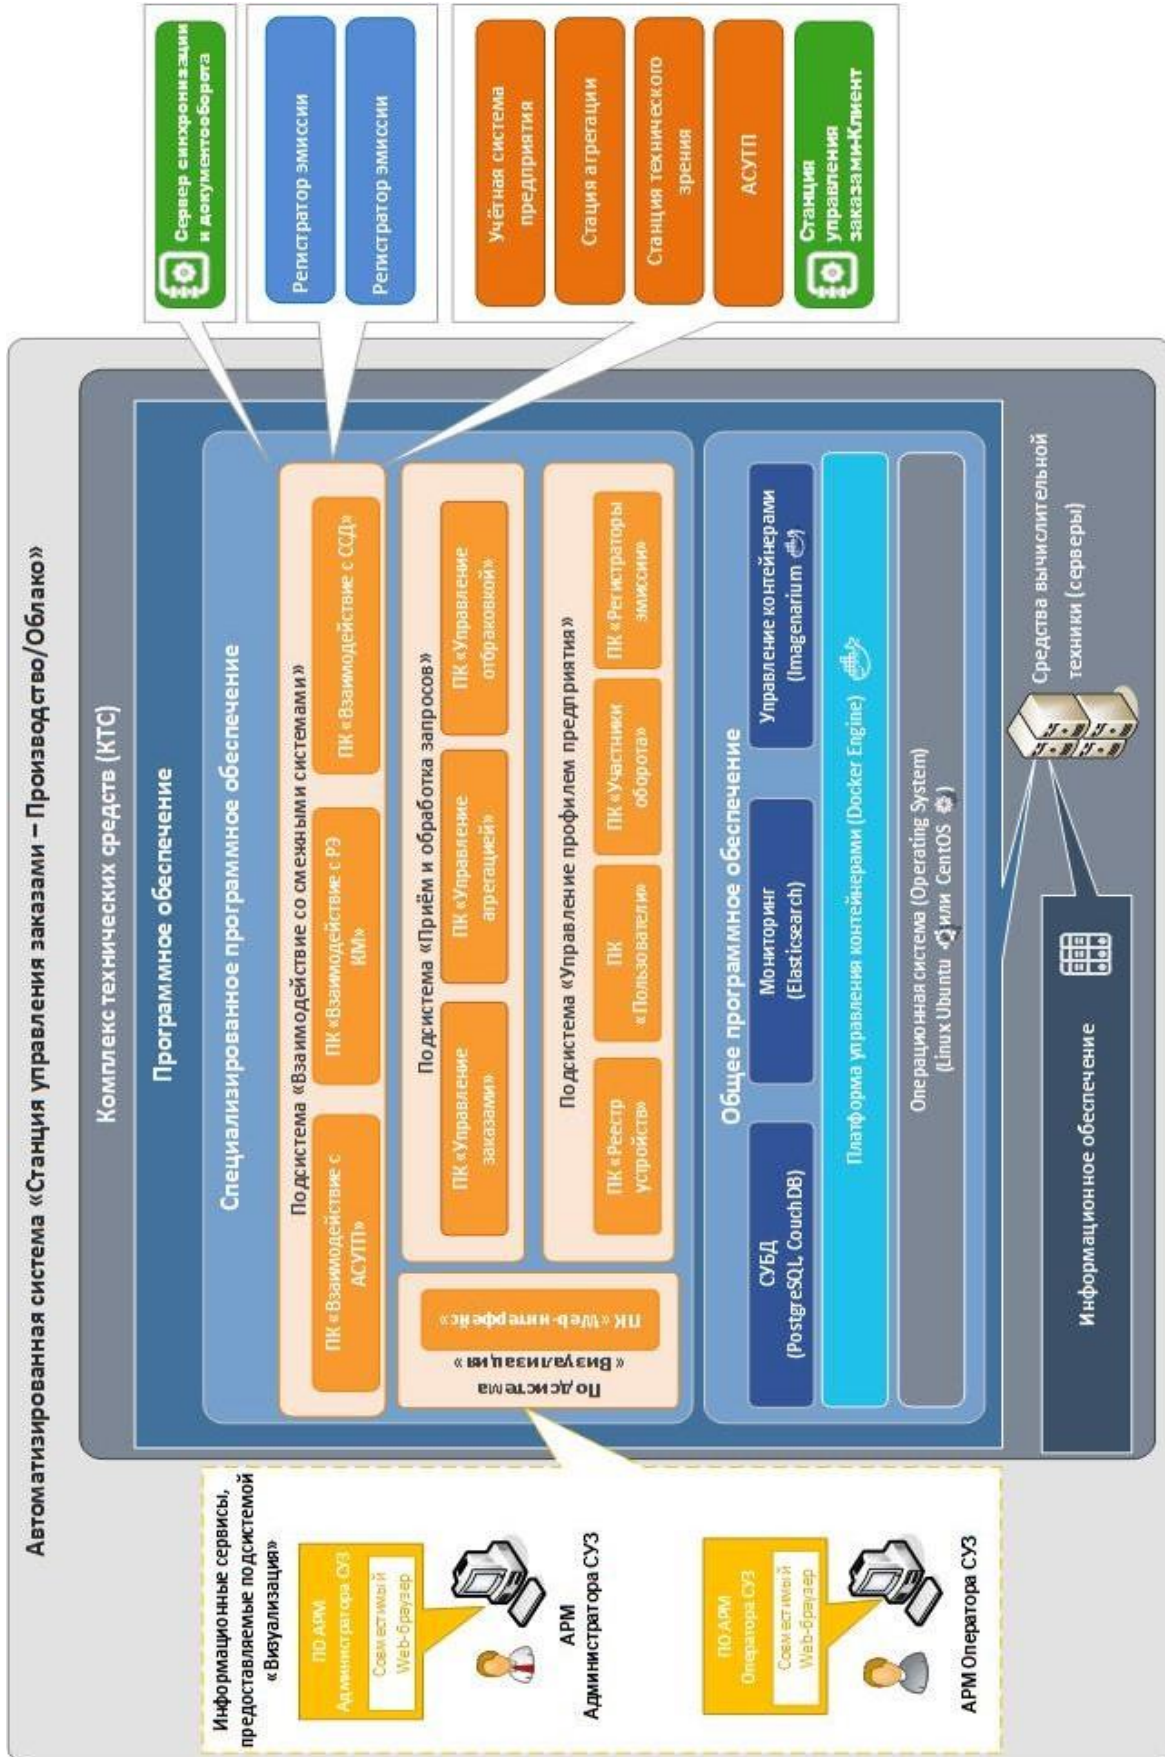 Автоматизированная система «Станция управления заказами – Производство/Облако»
Информационные сервисы,
предоставляемые подсистемой
«Визуализация»
ПО АРМ
Администратора СУЗ
Совместимый
Web-браузер
АРМ
Администратора СУЗ
ПО АРМ
Оператора СУЗ
Совместимый
Web-браузер
АРМ Оператора СУЗ
Комплекс технических средств (КТС)
Программное обеспечение
Специализированное программное обеспечение
Подсистема «Взаимодействие со смежными системами»
ПК «Взаимодействие с
АСУТП»
ПК «Взаимодействие с РЭ
КМ»
ПК «Взаимодействие с ССД»
Подсистема
«Визуализация»
ПК «Web-интерфейс»
Подсистема «Приём и обработка запросов»
ПК «Управление
заказами»
ПК «Управление
агрегацией»
ПК «Управление
отбраковкой»
Подсистема «Управление профилем предприятия»
ПК «Реестр
устройств»
ПК
«Пользователи»
ПК «Участники
оборота»
ПК «Регистраторы
эмиссии»
Общее программное обеспечение
СУБД
(PostgreSQL, CouchDB)
Мониторинг
(Elasticsearch)
Управление контейнерами
(Imagenarium)
Платформа управления контейнерами (Docker Engine)
Операционная система (Operating System)
(Linux Ubuntu или CentOS)
Информационное обеспечение
Средства вычислительной
техники (серверы)
Сервер синхронизации
и документооборота
Регистратор эмиссии
Регистратор эмиссии
Учётная система
предприятия
Стация агрегации
Станция технического
зрения
АСУТП
Станция
управления
заказами-Клиент